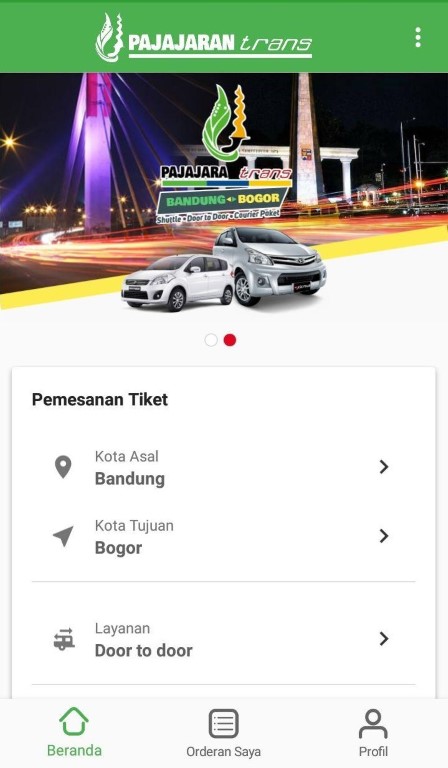 PAJAJARAN trans
PAJAJARA trans
BANDUNG BOGOR
Shuttle • Door to Door • Courier Paket
Pemesanan Tiket
Kota Asal
Bandung
Kota Tujuan
Bogor
Layanan
Door to door
Beranda
Orderan Saya
Profil